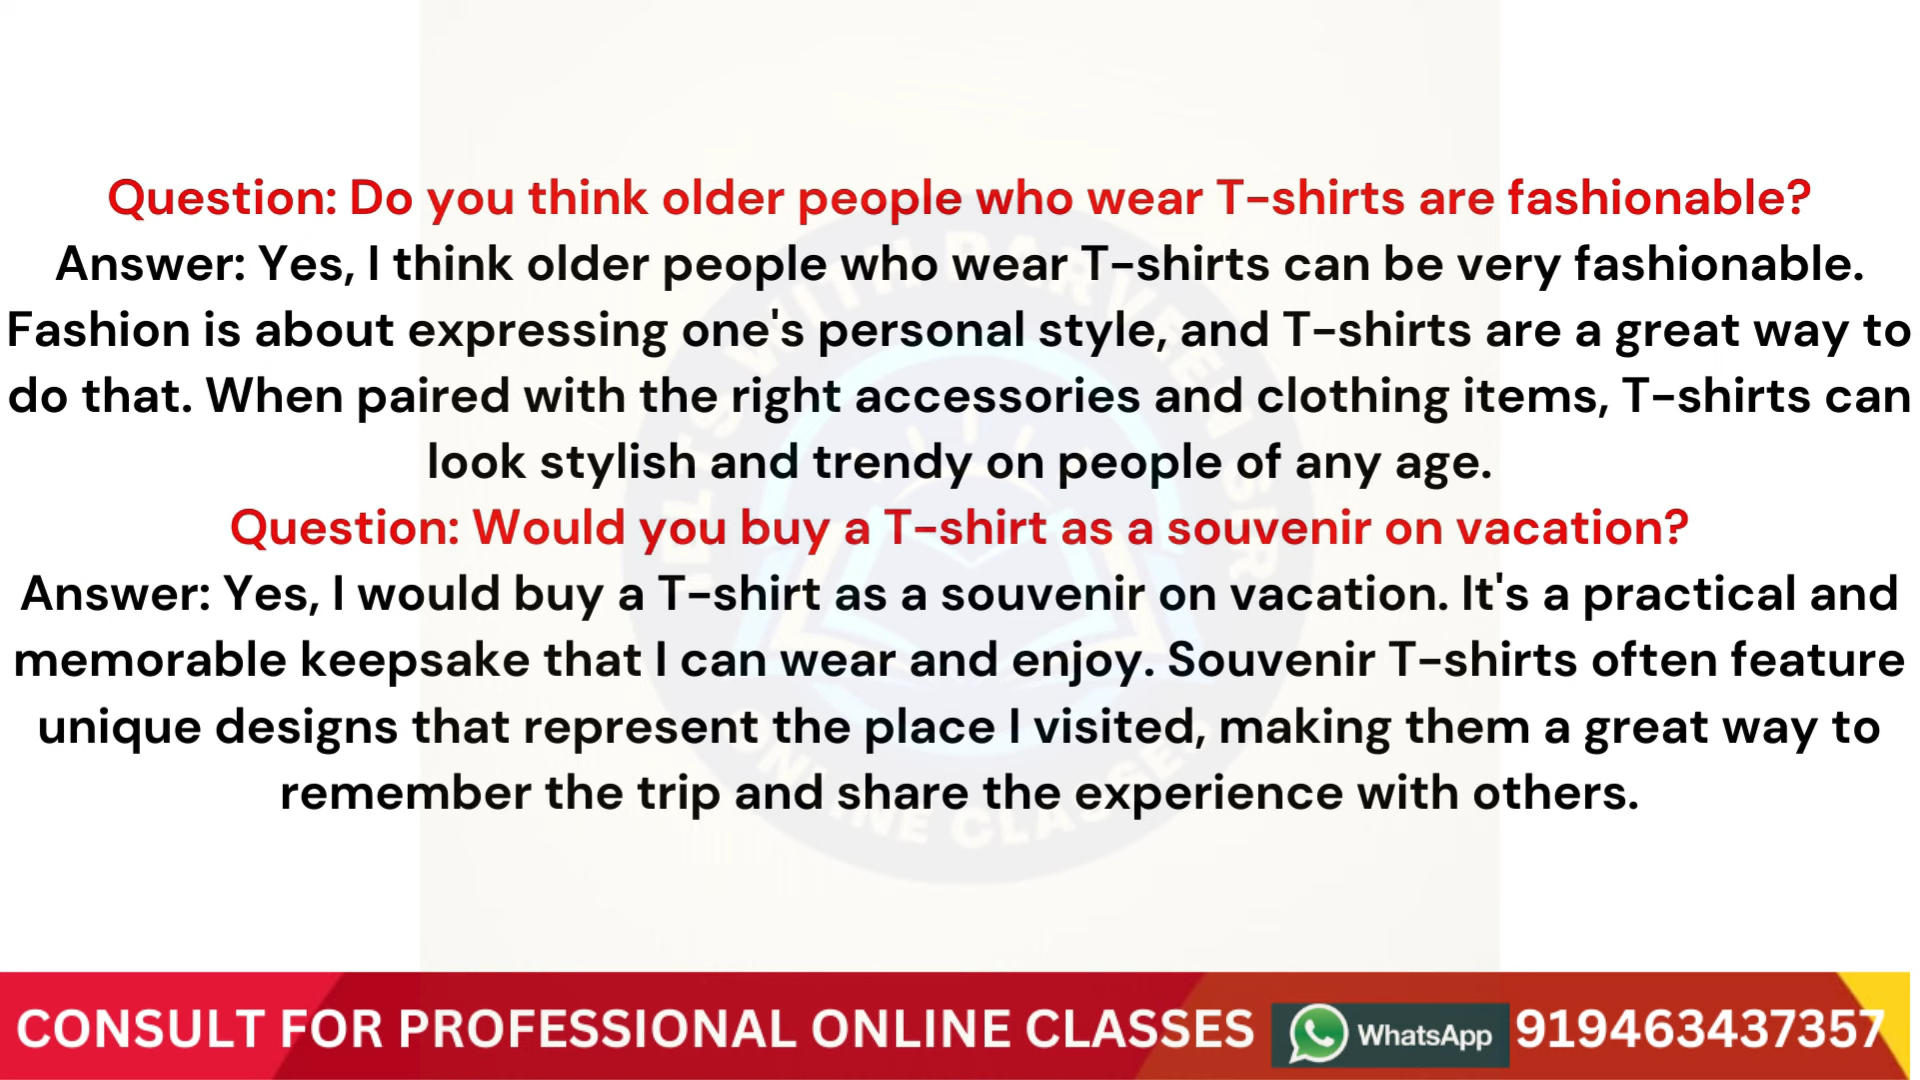 Question: Do you think older people who wear T-shirts are fashionable?
Answer: Yes, I think older people who wear T-shirts can be very fashionable.
Fashion is about expressing one's personal style, and T-shirts are a great way to
do that. When paired with the right accessories and clothing items, T-shirts can
look stylish and trendy on people of any age.
Question: Would you buy a T-shirt as a souvenir on vacation?
Answer: Yes, I would buy a T-shirt as a souvenir on vacation. It's a practical and
memorable keepsake that I can wear and enjoy. Souvenir T-shirts often feature
unique designs that represent the place I visited, making them a great way to
remember the trip and share the experience with others.
IELTS WITH PARVEEN SIR
ONLINE CLASSES
CONSULT FOR PROFESSIONAL ONLINE CLASSES WhatsApp 919463437357